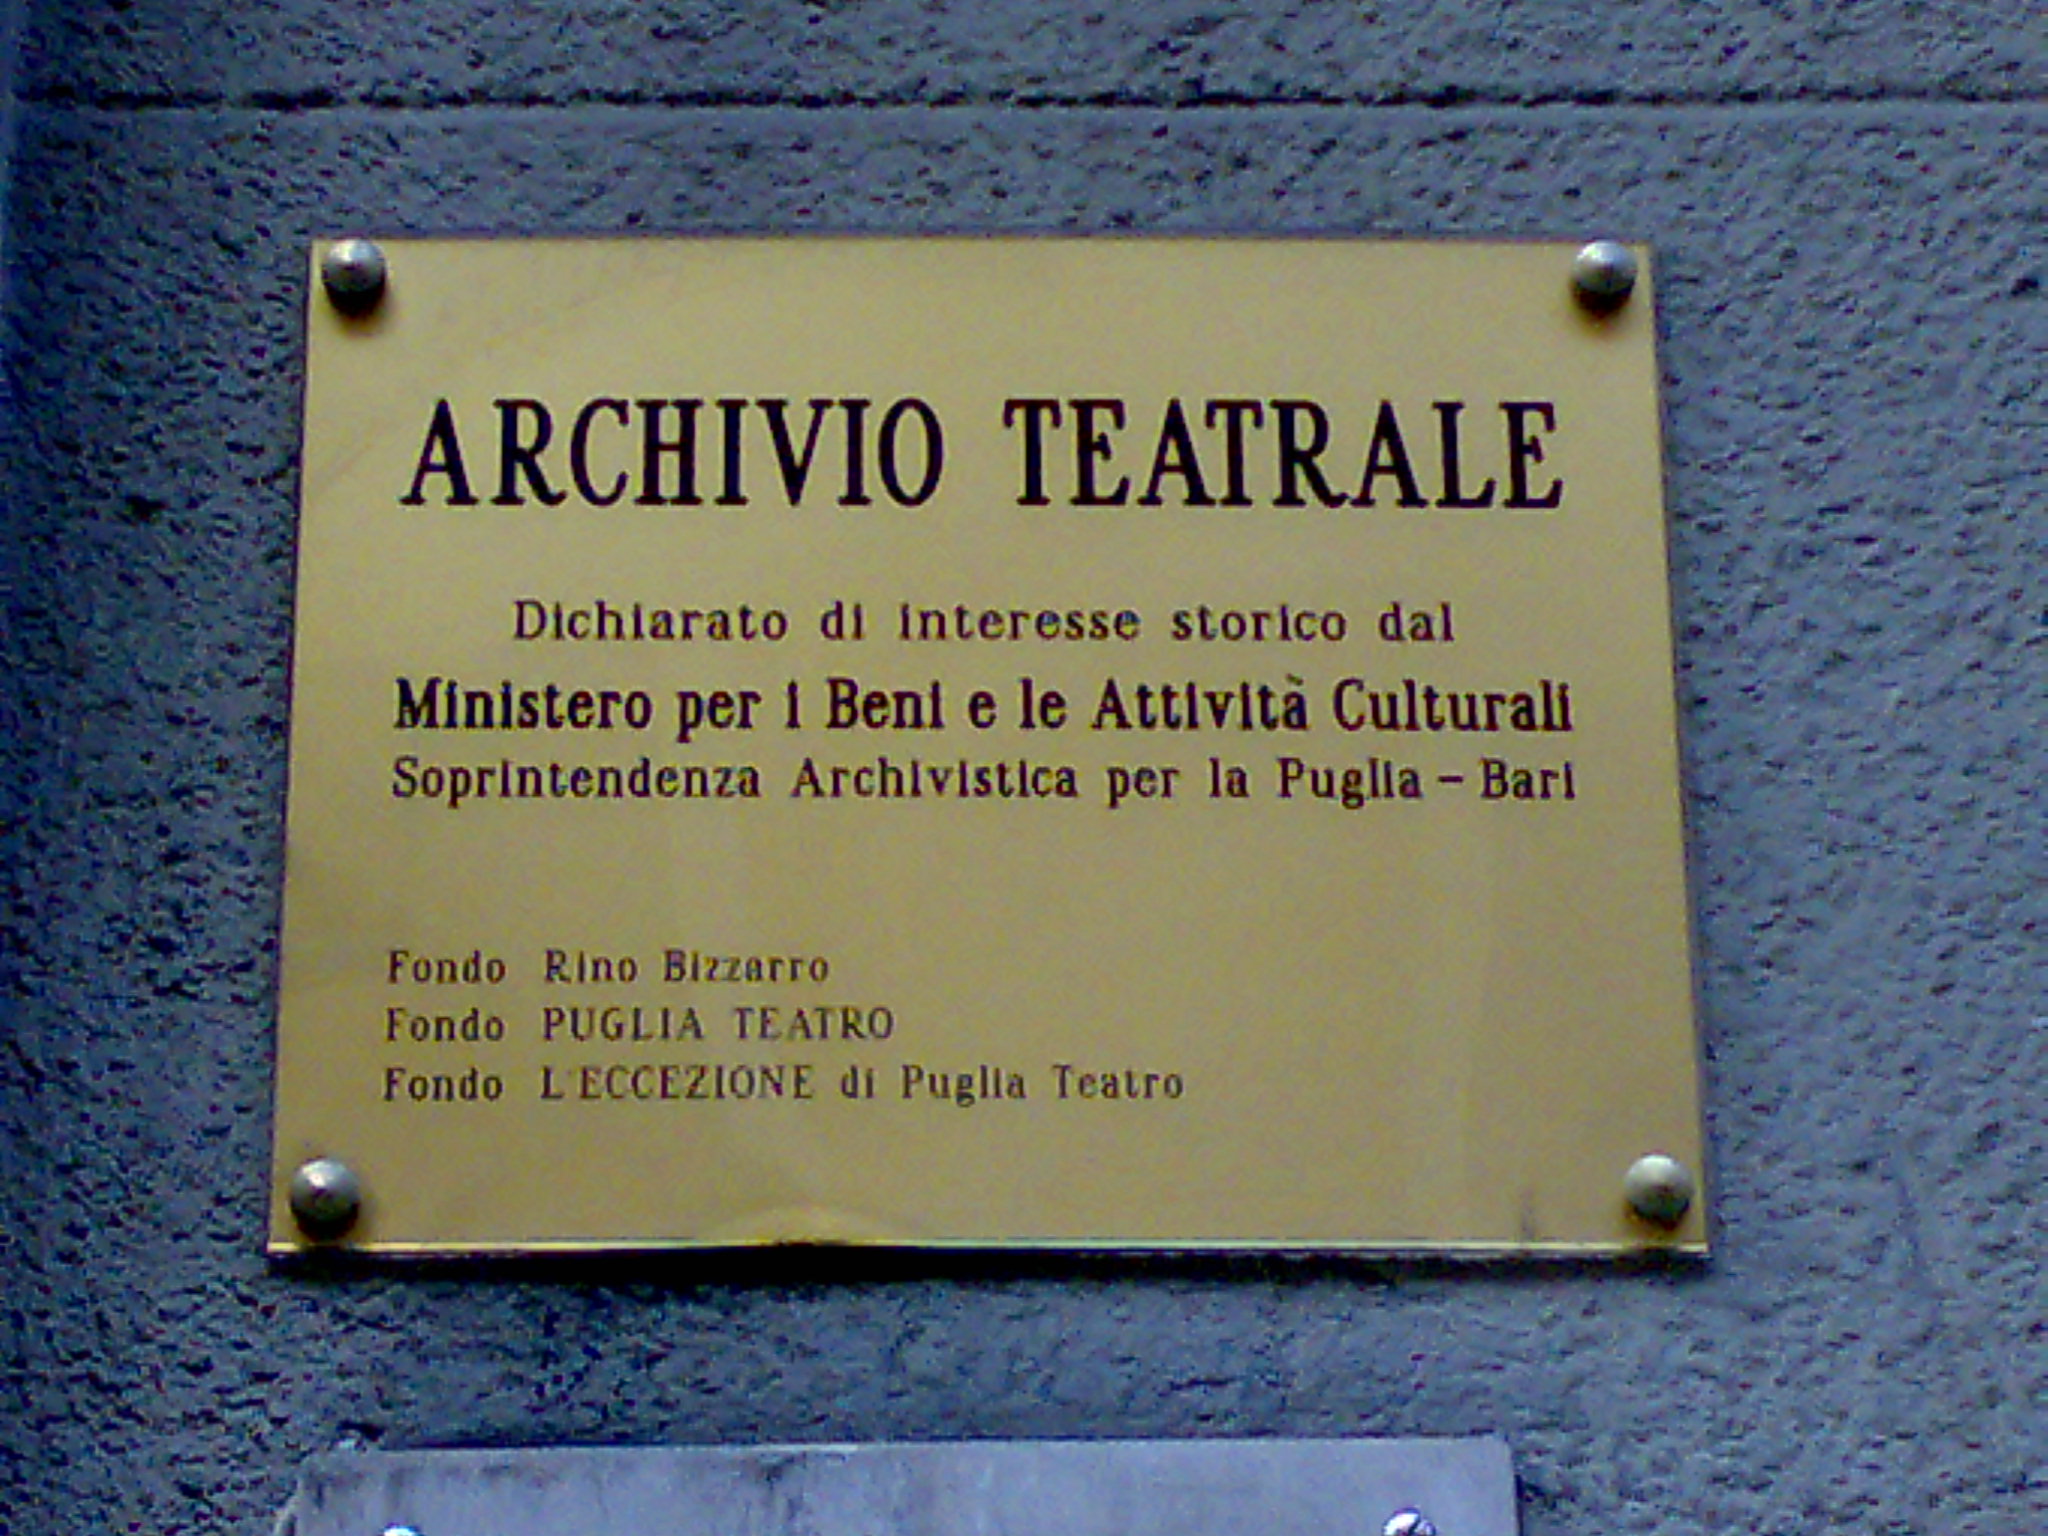 ARCHIVIO TEATRALE
Dichiarato di interesse storico dal
Ministero per i Beni e le Attività Culturali
Soprintendenza Archivistica per la Puglia - Bari
Fondo Rino Bizzarro
Fondo PUGLIA TEATRO
Fondo L'ECCEZIONE di Puglia Teatro